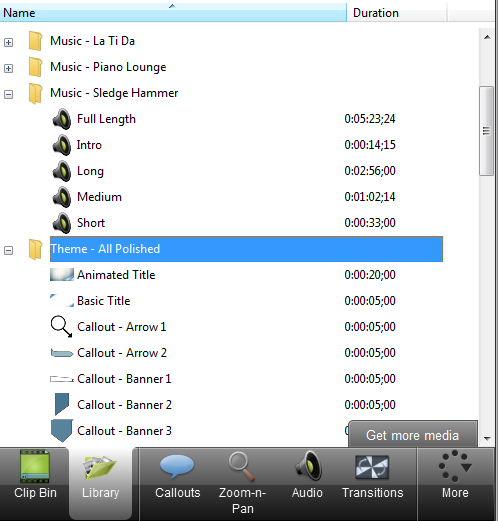 Name Duration
Music - La Ti Da
Music - Piano Lounge
Music - Sledge Hammer
Full Length 0:05:23;24
Intro 0:00:14;15
Long 0:02:56;00
Medium 0:01:02;14
Short 0:00:33;00
Theme - All Polished
Animated Title 0:00:20;00
Basic Title 0:00:05;00
Callout - Arrow 1 0:00:05;00
Callout - Arrow 2 0:00:05;00
Callout - Banner 1 0:00:05;00
Callout - Banner 2 0:00:05;00
Callout - Banner 3
Get more media
Clip Bin Library Callouts Zoom-n- Audio Transitions More
Pan